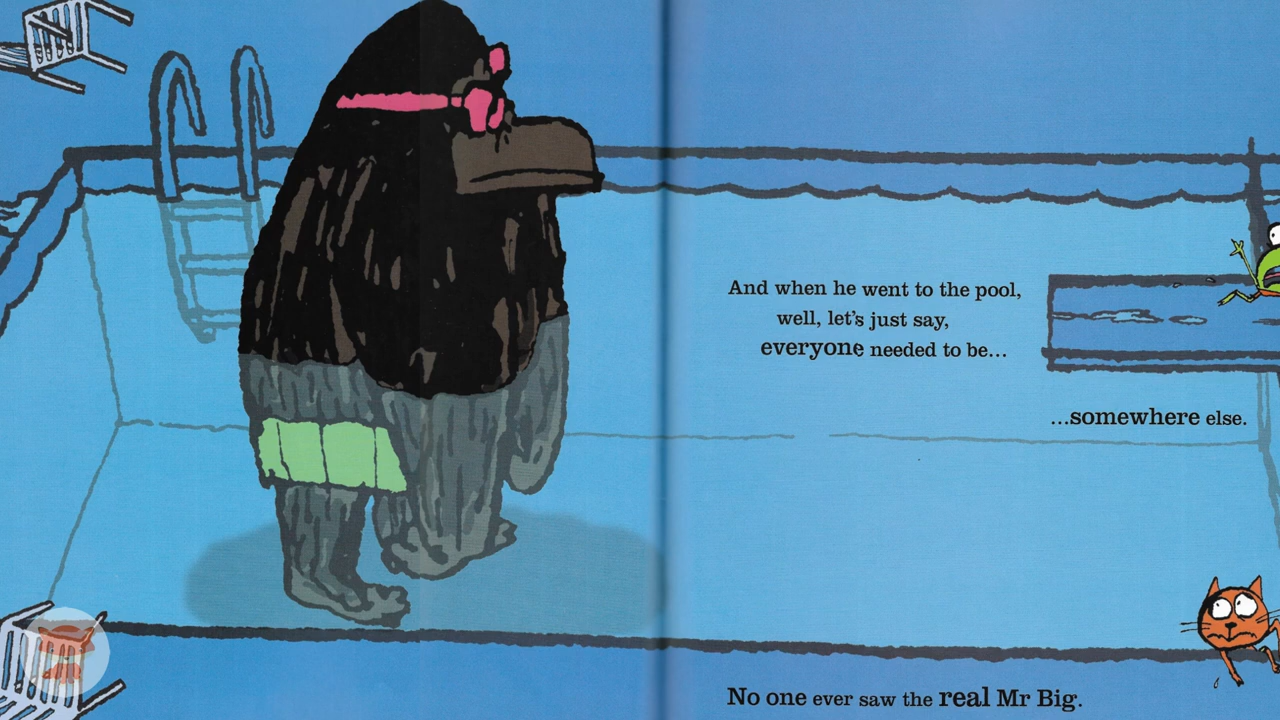 And when he went to the pool,
well, let's just say,
everyone needed to be...
...somewhere else.
No one ever saw the real Mr Big.